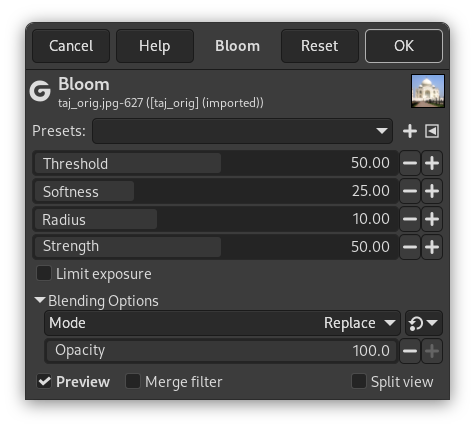 Cancel Help Bloom Reset OK
Bloom
taj_orig.jpg-627 ([taj_orig] (imported))
Presets:
Threshold 50.00
Softness 25.00
Radius 10.00
Strength 50.00
Limit exposure
Blending Options
Mode Replace
Opacity 100.0
Preview Merge filter Split view